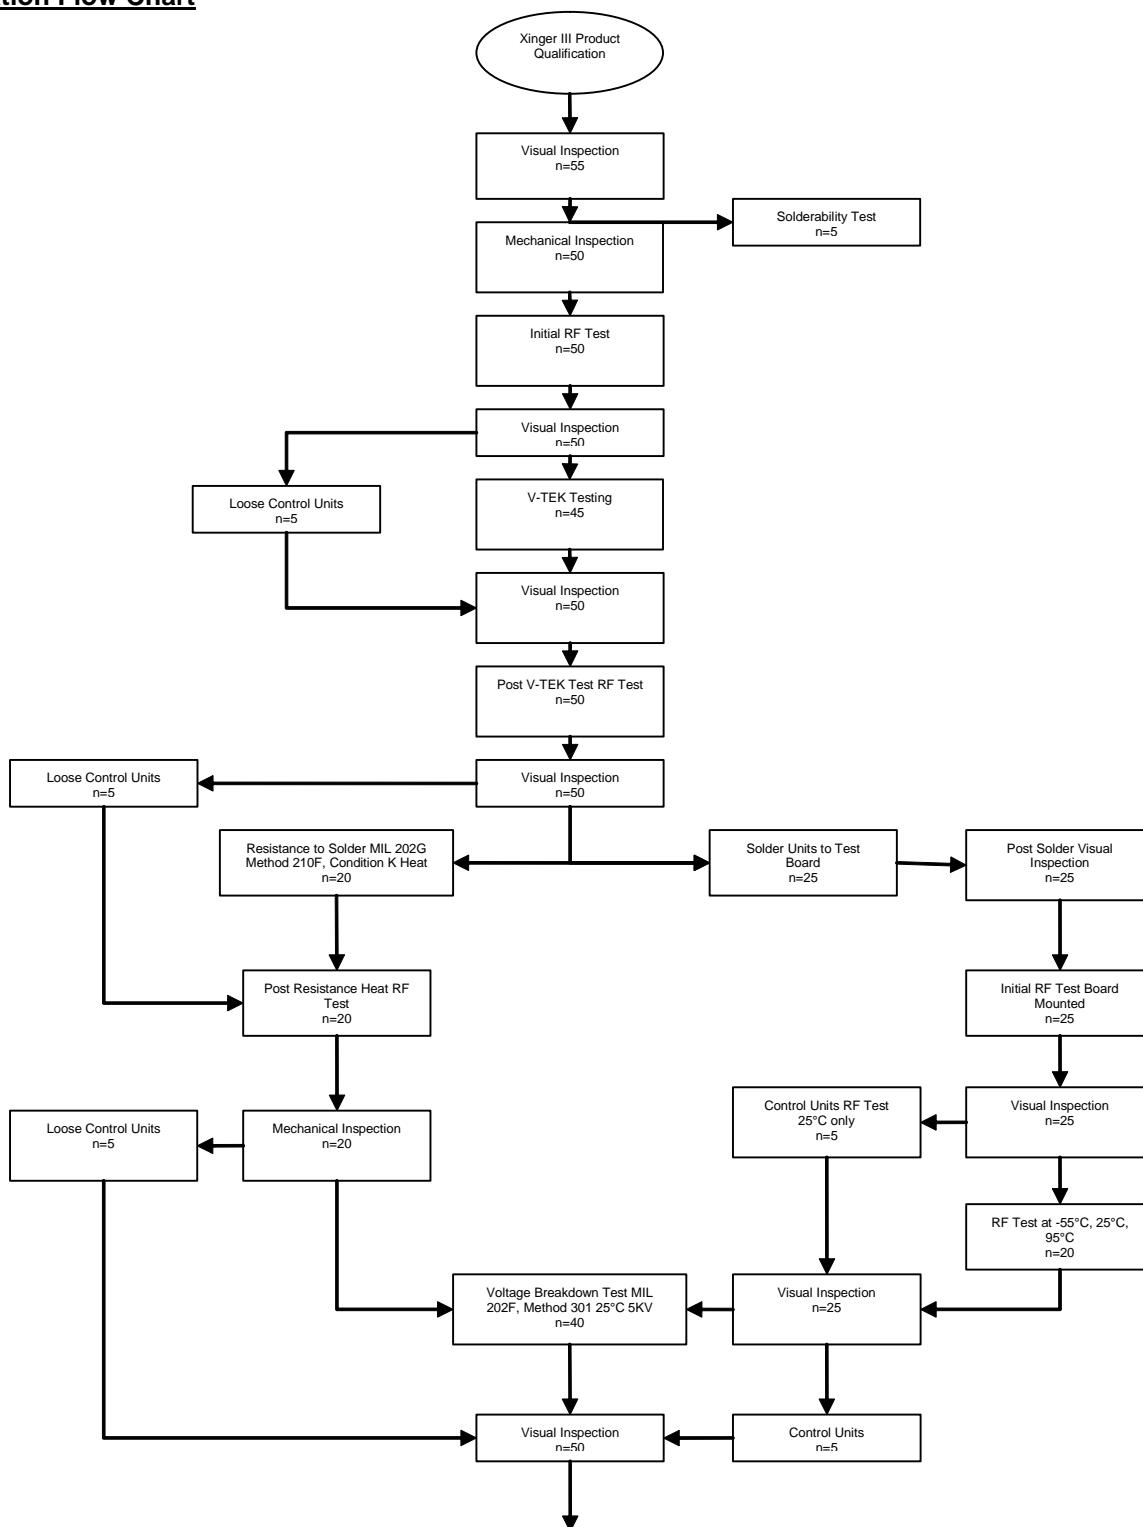 Xinger III Product
Qualification
Visual Inspection
n=55
Solderability Test
n=5
Mechanical Inspection
n=50
Initial RF Test
n=50
Visual Inspection
n=50
Loose Control Units
n=5
V-TEK Testing
n=45
Visual Inspection
n=50
Post V-TEK Test RF Test
n=50
Loose Control Units
n=5
Visual Inspection
n=50
Resistance to Solder MIL 202G
Method 210F, Condition K Heat
n=20
Solder Units to Test
Board
n=25
Post Solder Visual
Inspection
n=25
Post Resistance Heat RF
Test
n=20
Initial RF Test Board
Mounted
n=25
Loose Control Units
n=5
Mechanical Inspection
n=20
Control Units RF Test
25°C only
n=5
Visual Inspection
n=25
RF Test at -55°C, 25°C,
95°C
n=20
Voltage Breakdown Test MIL
202F, Method 301 25°C 5KV
n=40
Visual Inspection
n=25
Visual Inspection
n=50
Control Units
n=5